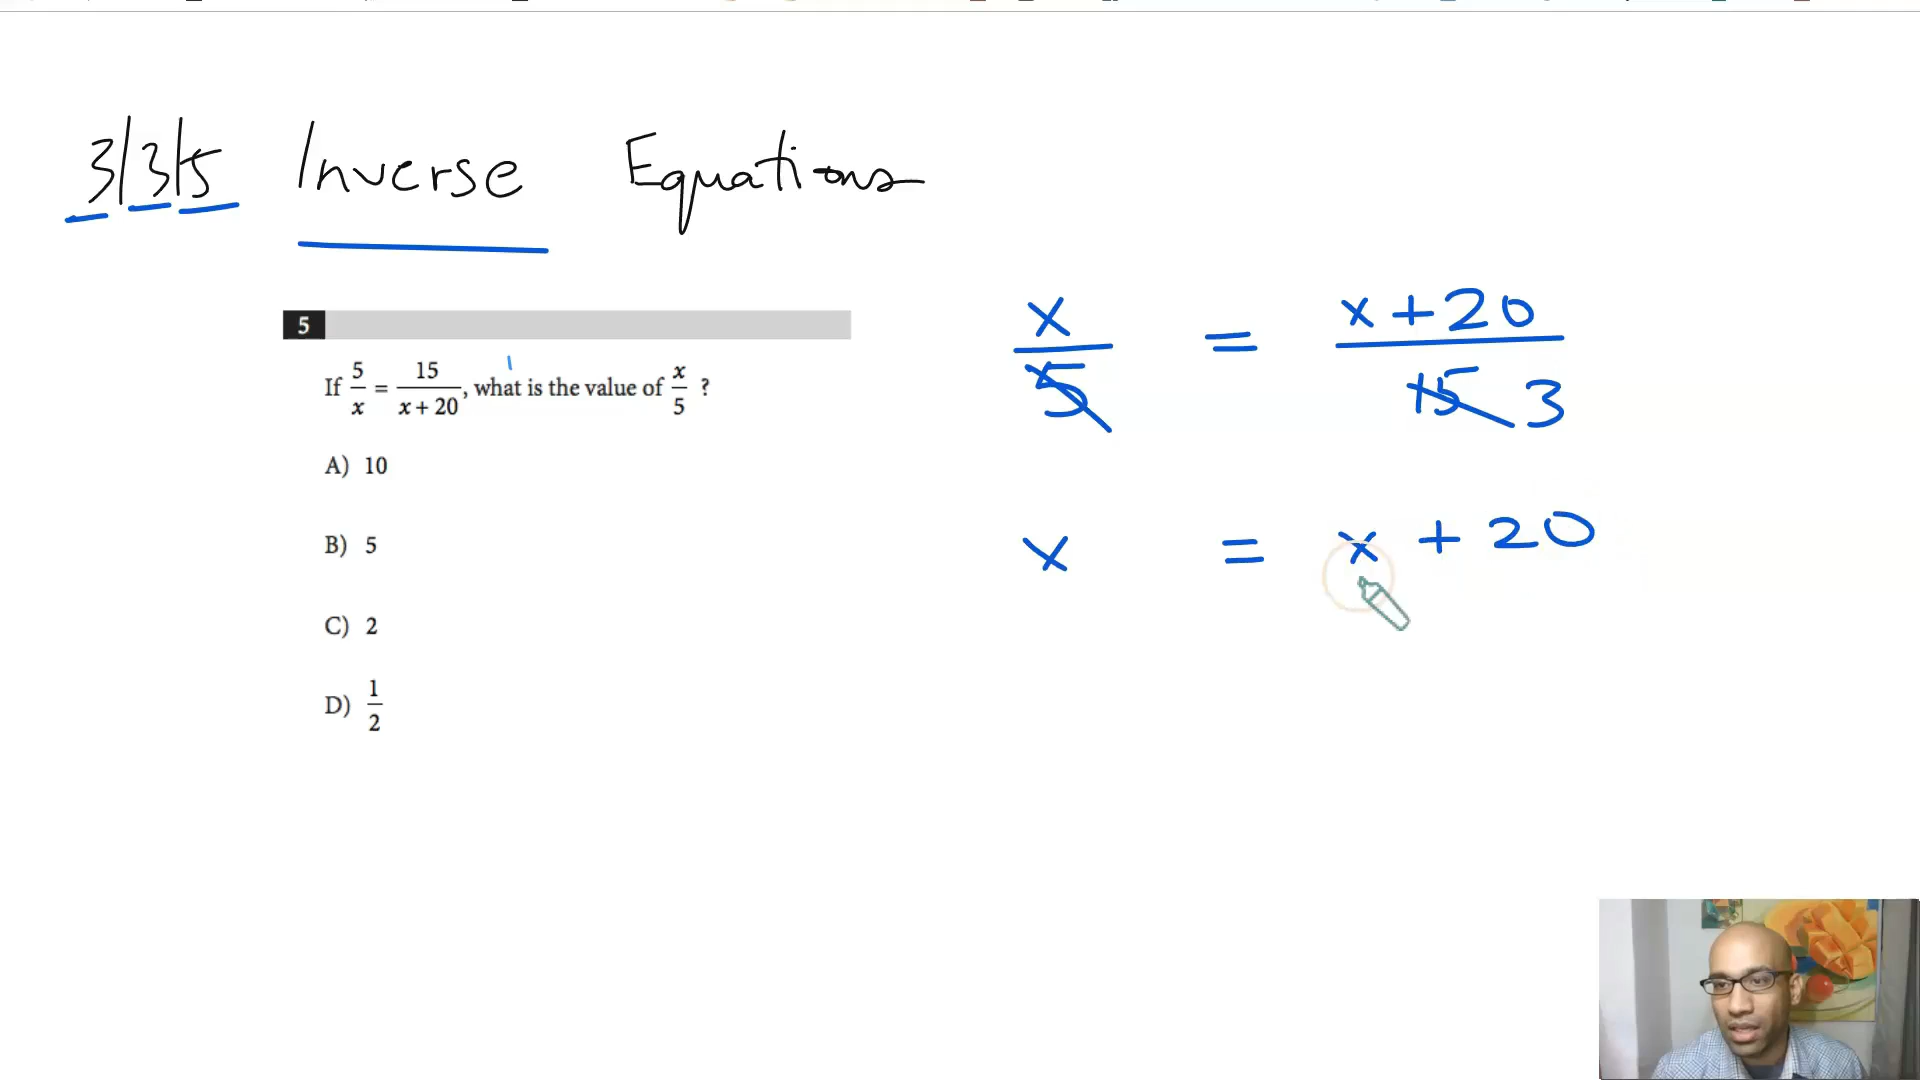 3/3/5 Inverse Equations
5
If 5/x = 15/(x + 20), what is the value of x/5 ?
A) 10
B) 5
C) 2
D) 1/2
x/5 = x + 20/15 3
x = x + 20